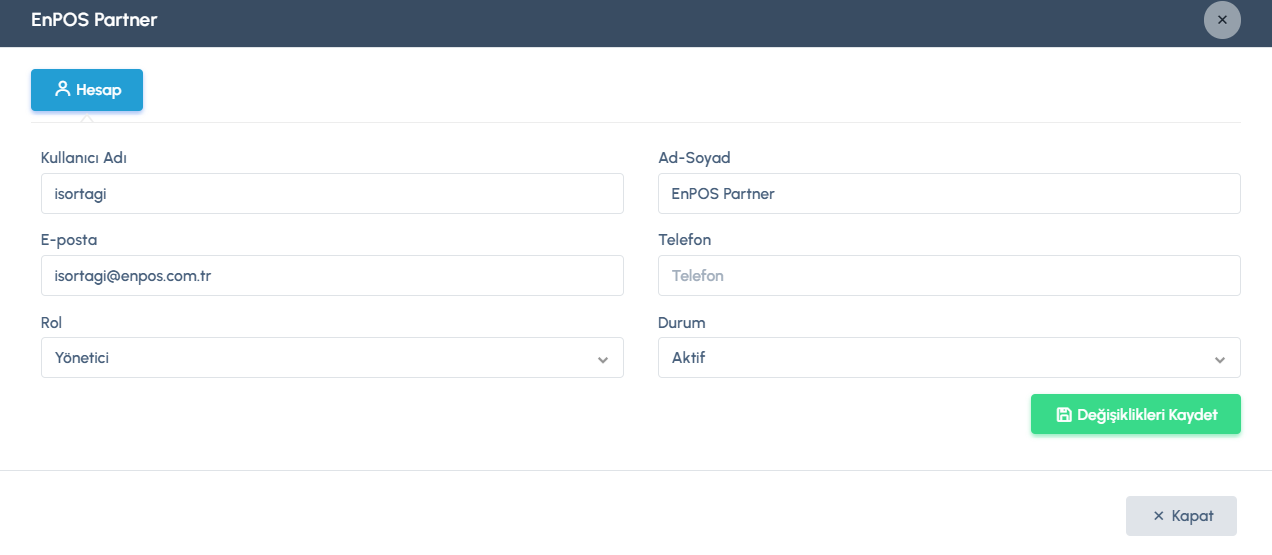 EnPOS Partner
Hesap
Kullanıcı Adı
Ad-Soyad
isortagi
EnPOS Partner
E-posta
Telefon
isortagi@enpos.com.tr
Telefon
Rol
Durum
Yönetici
Aktif
Değişiklikleri Kaydet
Kapat